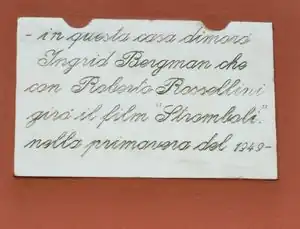 - in questa casa dimorò
Ingrid Bergman che
con Roberto Rossellini
girò il film "Stromboli".
nella primavera del 1949-